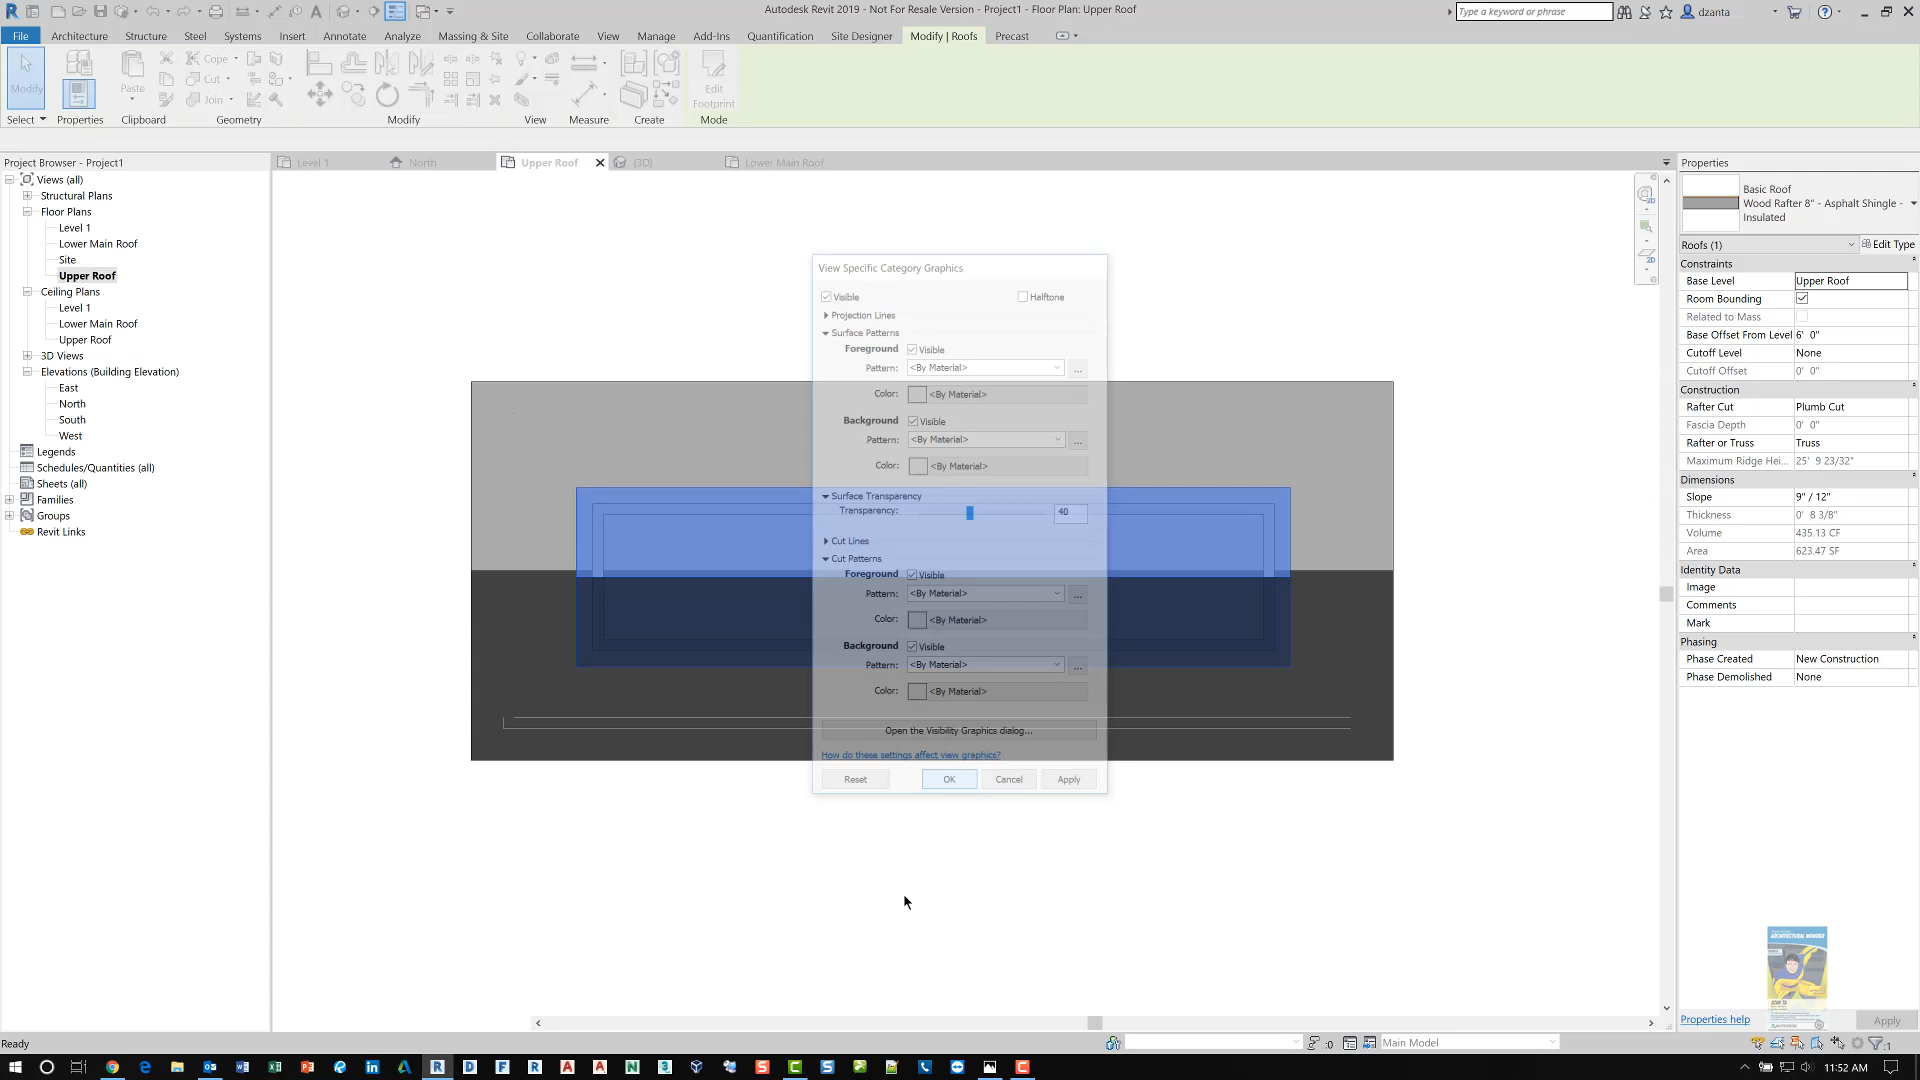 Autodesk Revit 2019 - Not For Resale Version - Project1 - Floor Plan: Upper Roof
Type a keyword or phrase
dzanta
File Architecture Structure Steel Systems Insert Annotate Analyze Massing & Site Collaborate View Manage Add-Ins Quantification Site Designer Modify | Roofs Precast
Modify
Paste
Cope
Cut
Join
Edit
Footprint
Select Properties Clipboard Geometry Modify View Measure Create Mode
Project Browser - Project1
Views (all)
Structural Plans
Floor Plans
Level 1
Lower Main Roof
Site
Upper Roof
Ceiling Plans
Level 1
Lower Main Roof
Upper Roof
3D Views
Elevations (Building Elevation)
East
North
South
West
Legends
Schedules/Quantities (all)
Sheets (all)
Families
Groups
Revit Links
Level 1 North Upper Roof {3D} Lower Main Roof
View Specific Category Graphics
Visible Halftone
Projection Lines
Surface Patterns
Foreground Visible
Pattern: <By Material> ...
Color: <By Material>
Background Visible
Pattern: <By Material> ...
Color: <By Material>
Surface Transparency
Transparency: 40
Cut Lines
Cut Patterns
Foreground Visible
Pattern: <By Material> ...
Color: <By Material>
Background Visible
Pattern: <By Material> ...
Color: <By Material>
Open the Visibility Graphics dialog...
How do these settings affect view graphics?
Reset OK Cancel Apply
2D
2D
Properties
Basic Roof
Wood Rafter 8" - Asphalt Shingle -
Insulated
Roofs (1) Edit Type
Constraints
Base Level Upper Roof
Room Bounding
Related to Mass
Base Offset From Level 6' 0"
Cutoff Level None
Cutoff Offset 0' 0"
Construction
Rafter Cut Plumb Cut
Fascia Depth 0' 0"
Rafter or Truss Truss
Maximum Ridge Hei... 25' 9 23/32"
Dimensions
Slope 9" / 12"
Thickness 0' 8 3/8"
Volume 435.13 CF
Area 623.47 SF
Identity Data
Image
Comments
Mark
Phasing
Phase Created New Construction
Phase Demolished None
ARCHITECTURAL WONDER
AUTODESK
Properties help Apply
Ready
:0
Main Model
:1
11:52 AM